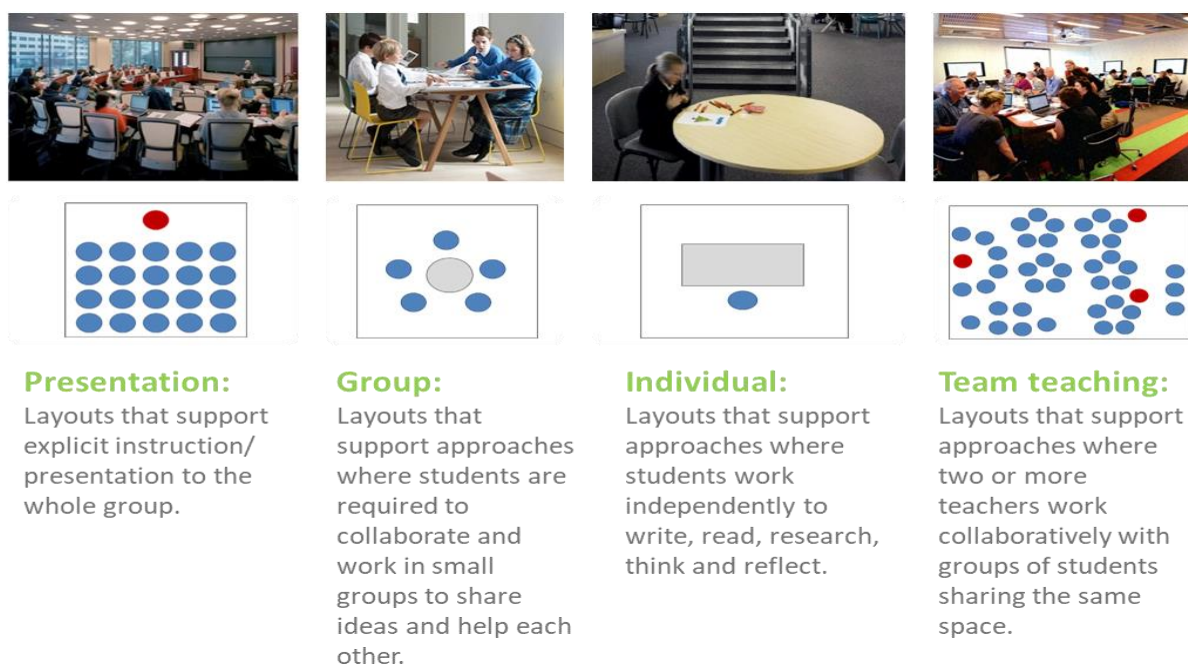 Presentation:
Layouts that support
explicit instruction/
presentation to the
whole group.
Group:
Layouts that
support approaches
where students are
required to
collaborate and
work in small
groups to share
ideas and help each
other.
Individual:
Layouts that support
approaches where
students work
independently to
write, read, research,
think and reflect.
Team teaching:
Layouts that support
approaches where
two or more
teachers work
collaboratively with
groups of students
sharing the same
space.